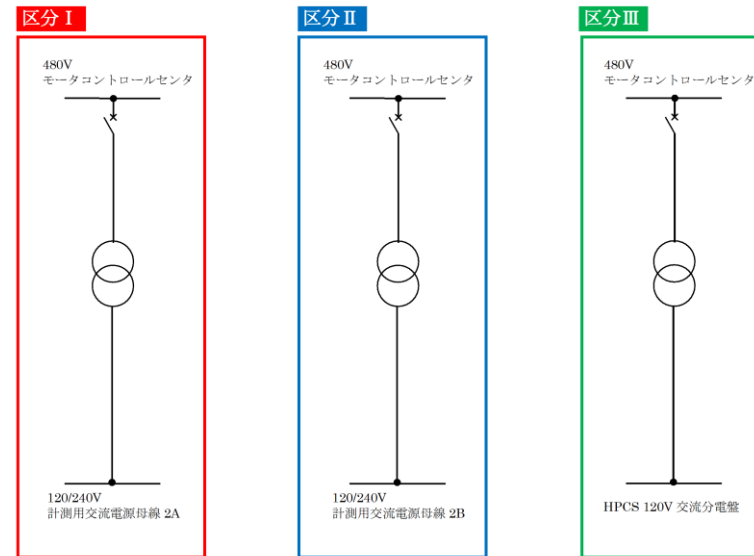 区分Ⅰ
480V
モータコントロールセンタ
120/240V
計測用交流電源母線 2A
区分Ⅱ
480V
モータコントロールセンタ
120/240V
計測用交流電源母線 2B
区分Ⅲ
480V
モータコントロールセンタ
HPCS 120V 交流分電盤